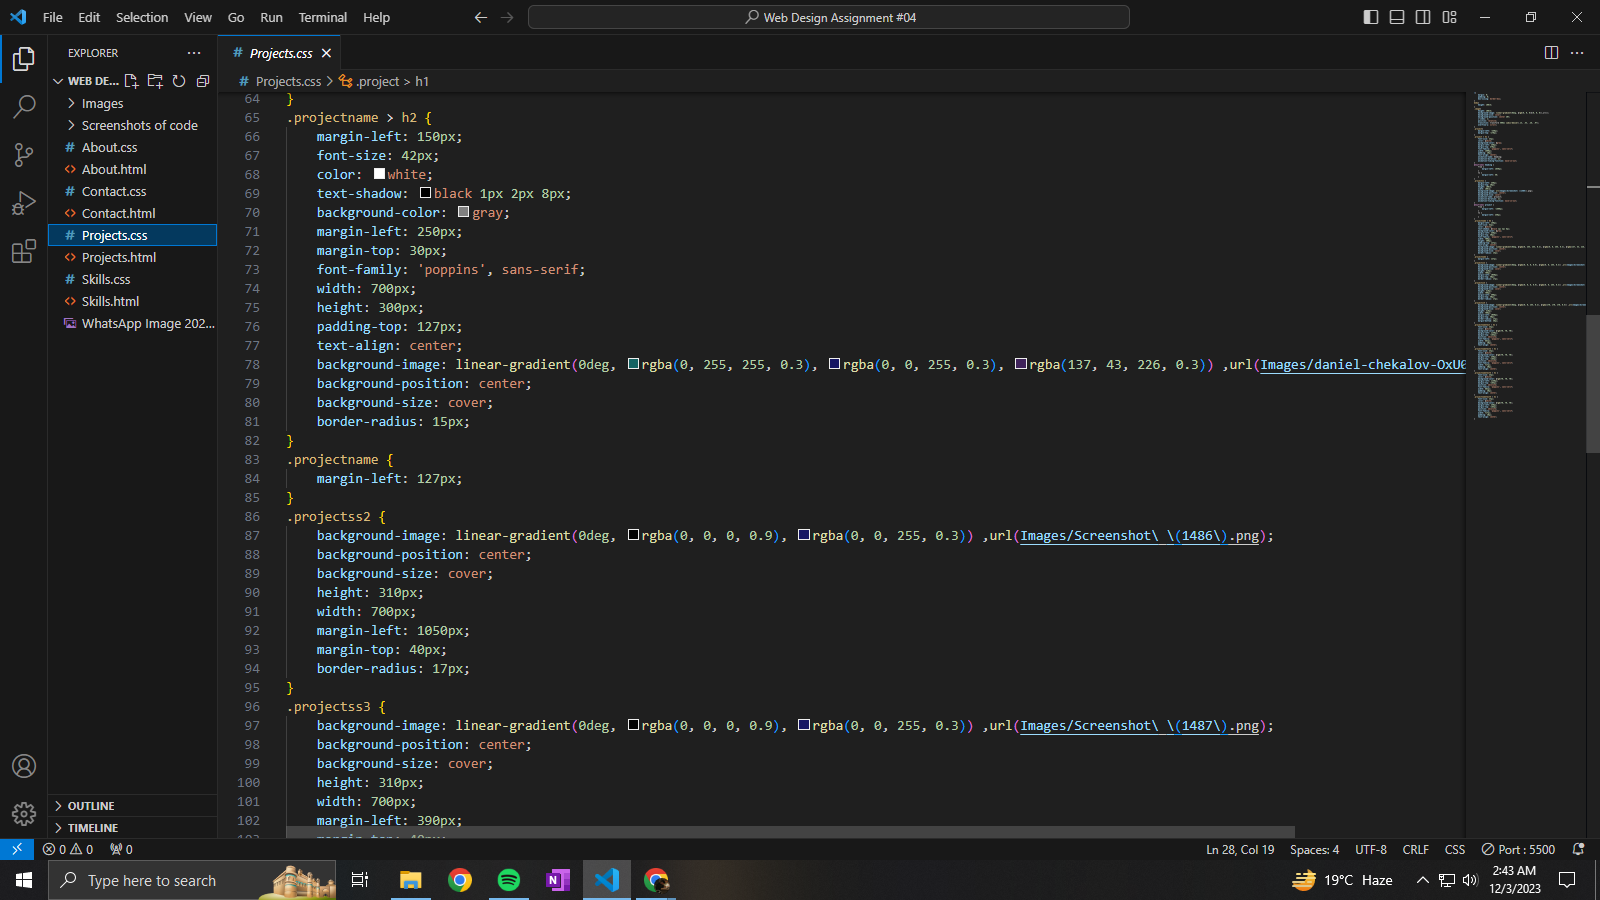 File Edit Selection View Go Run Terminal Help
Web Design Assignment #04
EXPLORER
WEB DE...
Images
Screenshots of code
# About.css
<> About.html
# Contact.css
<> Contact.html
# Projects.css
<> Projects.html
# Skills.css
<> Skills.html
WhatsApp Image 202...
OUTLINE
TIMELINE
# Projects.css
# Projects.css > .project > h1
64 }
65 .projectname > h2 {
66 margin-left: 150px;
67 font-size: 42px;
68 color: white;
69 text-shadow: black 1px 2px 8px;
70 background-color: gray;
71 margin-left: 250px;
72 margin-top: 30px;
73 font-family: 'poppins', sans-serif;
74 width: 700px;
75 height: 300px;
76 padding-top: 127px;
77 text-align: center;
78 background-image: linear-gradient(0deg, rgba(0, 255, 255, 0.3), rgba(0, 0, 255, 0.3), rgba(137, 43, 226, 0.3)) ,url(Images/daniel-chekalov-OxU0
79 background-position: center;
80 background-size: cover;
81 border-radius: 15px;
82 }
83 .projectname {
84 margin-left: 127px;
85 }
86 .projectss2 {
87 background-image: linear-gradient(0deg, rgba(0, 0, 0, 0.9), rgba(0, 0, 255, 0.3)) ,url(Images/Screenshot\ \(1486\).png);
88 background-position: center;
89 background-size: cover;
90 height: 310px;
91 width: 700px;
92 margin-left: 1050px;
93 margin-top: 40px;
94 border-radius: 17px;
95 }
96 .projectss3 {
97 background-image: linear-gradient(0deg, rgba(0, 0, 0, 0.9), rgba(0, 0, 255, 0.3)) ,url(Images/Screenshot\ \(1487\).png);
98 background-position: center;
99 background-size: cover;
100 height: 310px;
101 width: 700px;
102 margin-left: 390px;
0 0 0
Ln 28, Col 19 Spaces: 4 UTF-8 CRLF CSS Port : 5500
Type here to search
19°C Haze
2:43 AM
12/3/2023